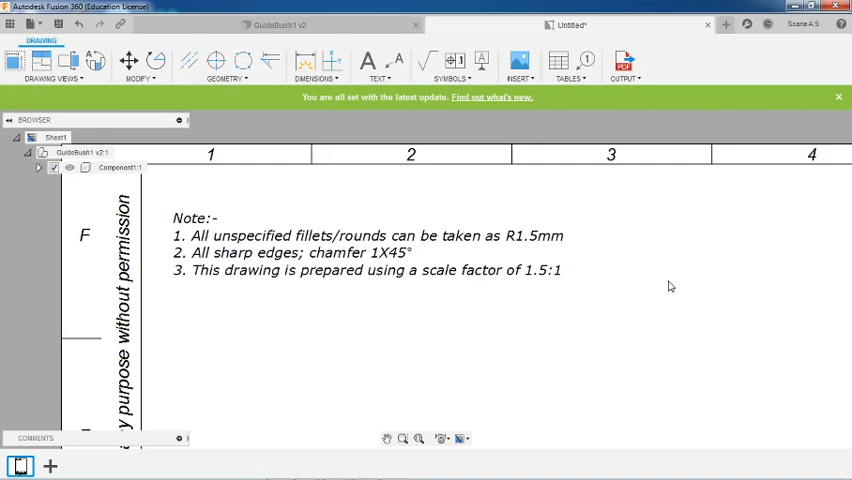 Autodesk Fusion 360 (Education License)
GuideBush1 v2
Untitled*
Scaria A S
DRAWING
DRAWING VIEWS
MODIFY
GEOMETRY
DIMENSIONS
TEXT
SYMBOLS
INSERT
TABLES
OUTPUT
You are all set with the latest update. Find out what's new.
BROWSER
Sheet1
GuideBush1 v2:1
Component1:1
1 2 3 4
F
y purpose without permission
Note:-
1. All unspecified fillets/rounds can be taken as R1.5mm
2. All sharp edges; chamfer 1X45°
3. This drawing is prepared using a scale factor of 1.5:1
COMMENTS